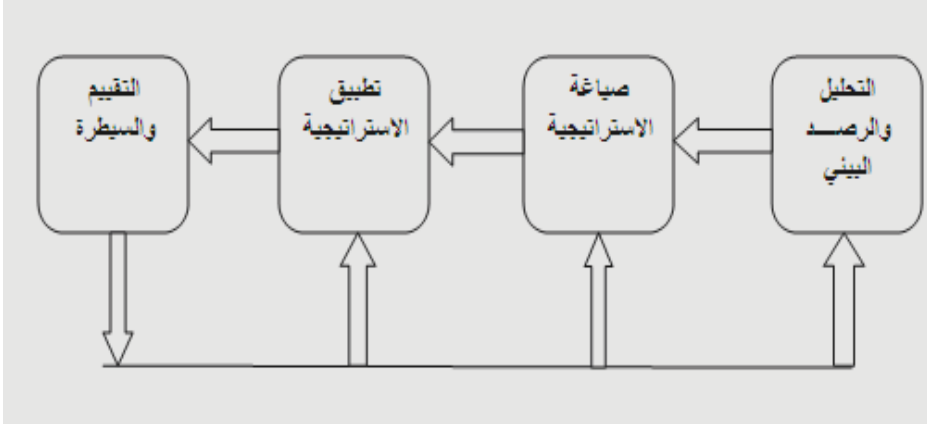 التحليل
والرصـــد
البيئي
صياغة
الاستراتيجية
تطبيق
الاستراتيجية
التقييم
والسيطرة